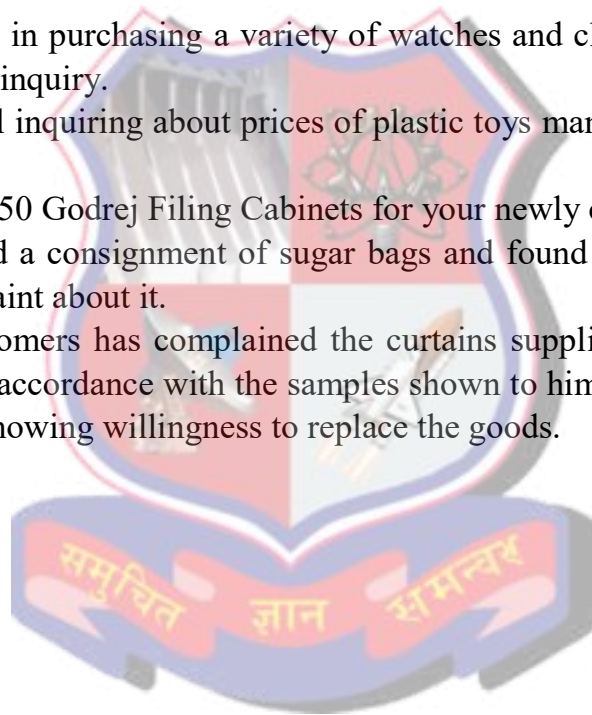 in purchasing a variety of watches and cl
inquiry.
inquiring about prices of plastic toys man
50 Godrej Filing Cabinets for your newly
a consignment of sugar bags and found
aint about it.
omers has complained the curtains suppli
accordance with the samples shown to him
howing willingness to replace the goods.
समुचित ज्ञान समन्वय